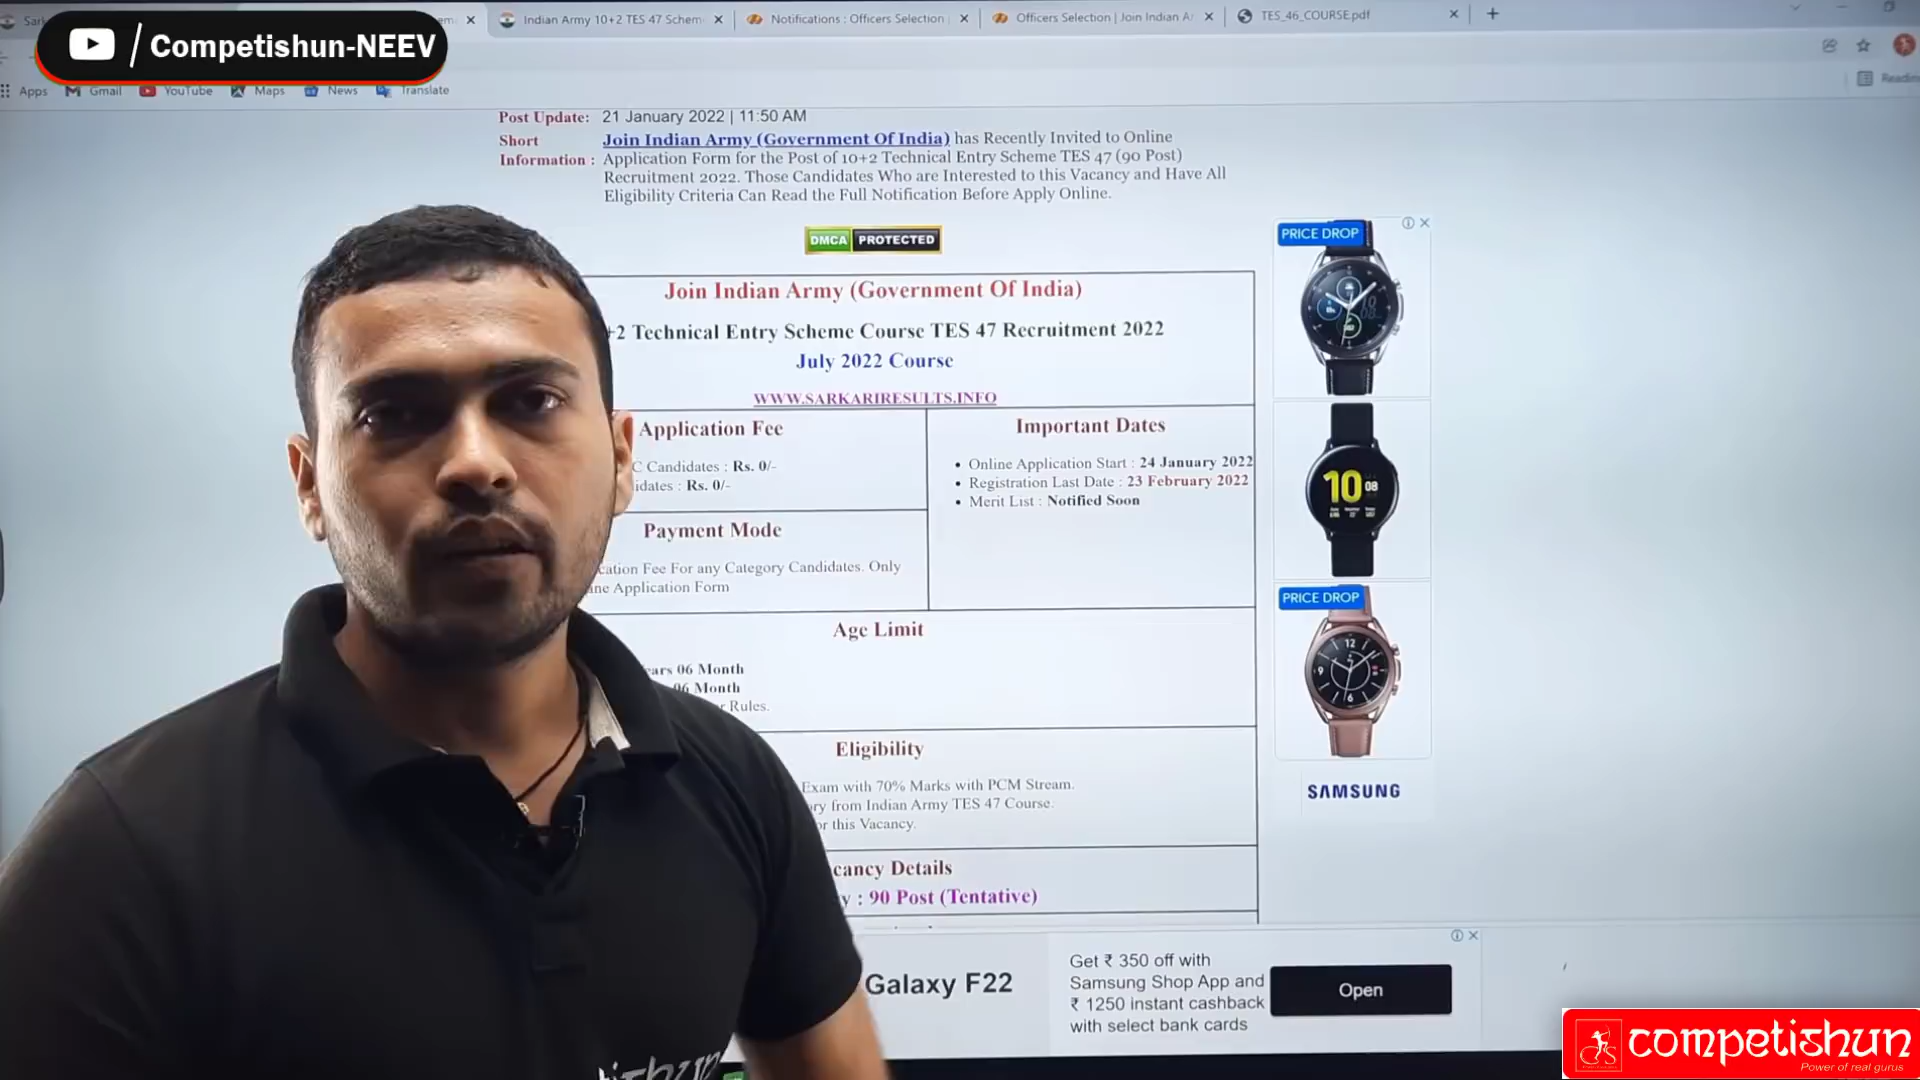 Sark
Indian Army 10+2 TES 47 Scheme
Notifications : Officers Selection
Officers Selection | Join Indian Ar
TES_46_COURSE.pdf
/ Competishun-NEEV
Apps
Gmail
YouTube
Maps
News
Translate
Reading
Post Update: 21 January 2022 | 11:50 AM
Short Information : Join Indian Army (Government Of India) has Recently Invited to Online
Application Form for the Post of 10+2 Technical Entry Scheme TES 47 (90 Post)
Recruitment 2022. Those Candidates Who are Interested to this Vacancy and Have All
Eligibility Criteria Can Read the Full Notification Before Apply Online.
DMCA PROTECTED
Join Indian Army (Government Of India)
+2 Technical Entry Scheme Course TES 47 Recruitment 2022
July 2022 Course
WWW.SARKARIRESULTS.INFO
Application Fee
C Candidates : Rs. 0/-
idates : Rs. 0/-
Important Dates
• Online Application Start : 24 January 2022
• Registration Last Date : 23 February 2022
• Merit List : Notified Soon
Payment Mode
cation Fee For any Category Candidates. Only
ne Application Form
Age Limit
ears 06 Month
06 Month
r Rules.
Eligibility
Exam with 70% Marks with PCM Stream.
ry from Indian Army TES 47 Course.
or this Vacancy.
cancy Details
y : 90 Post (Tentative)
PRICE DROP
10 08
PRICE DROP
12
9
6
SAMSUNG
Galaxy F22
Get ₹ 350 off with
Samsung Shop App and
₹ 1250 instant cashback
with select bank cards
Open
competishun
Power of real gurus